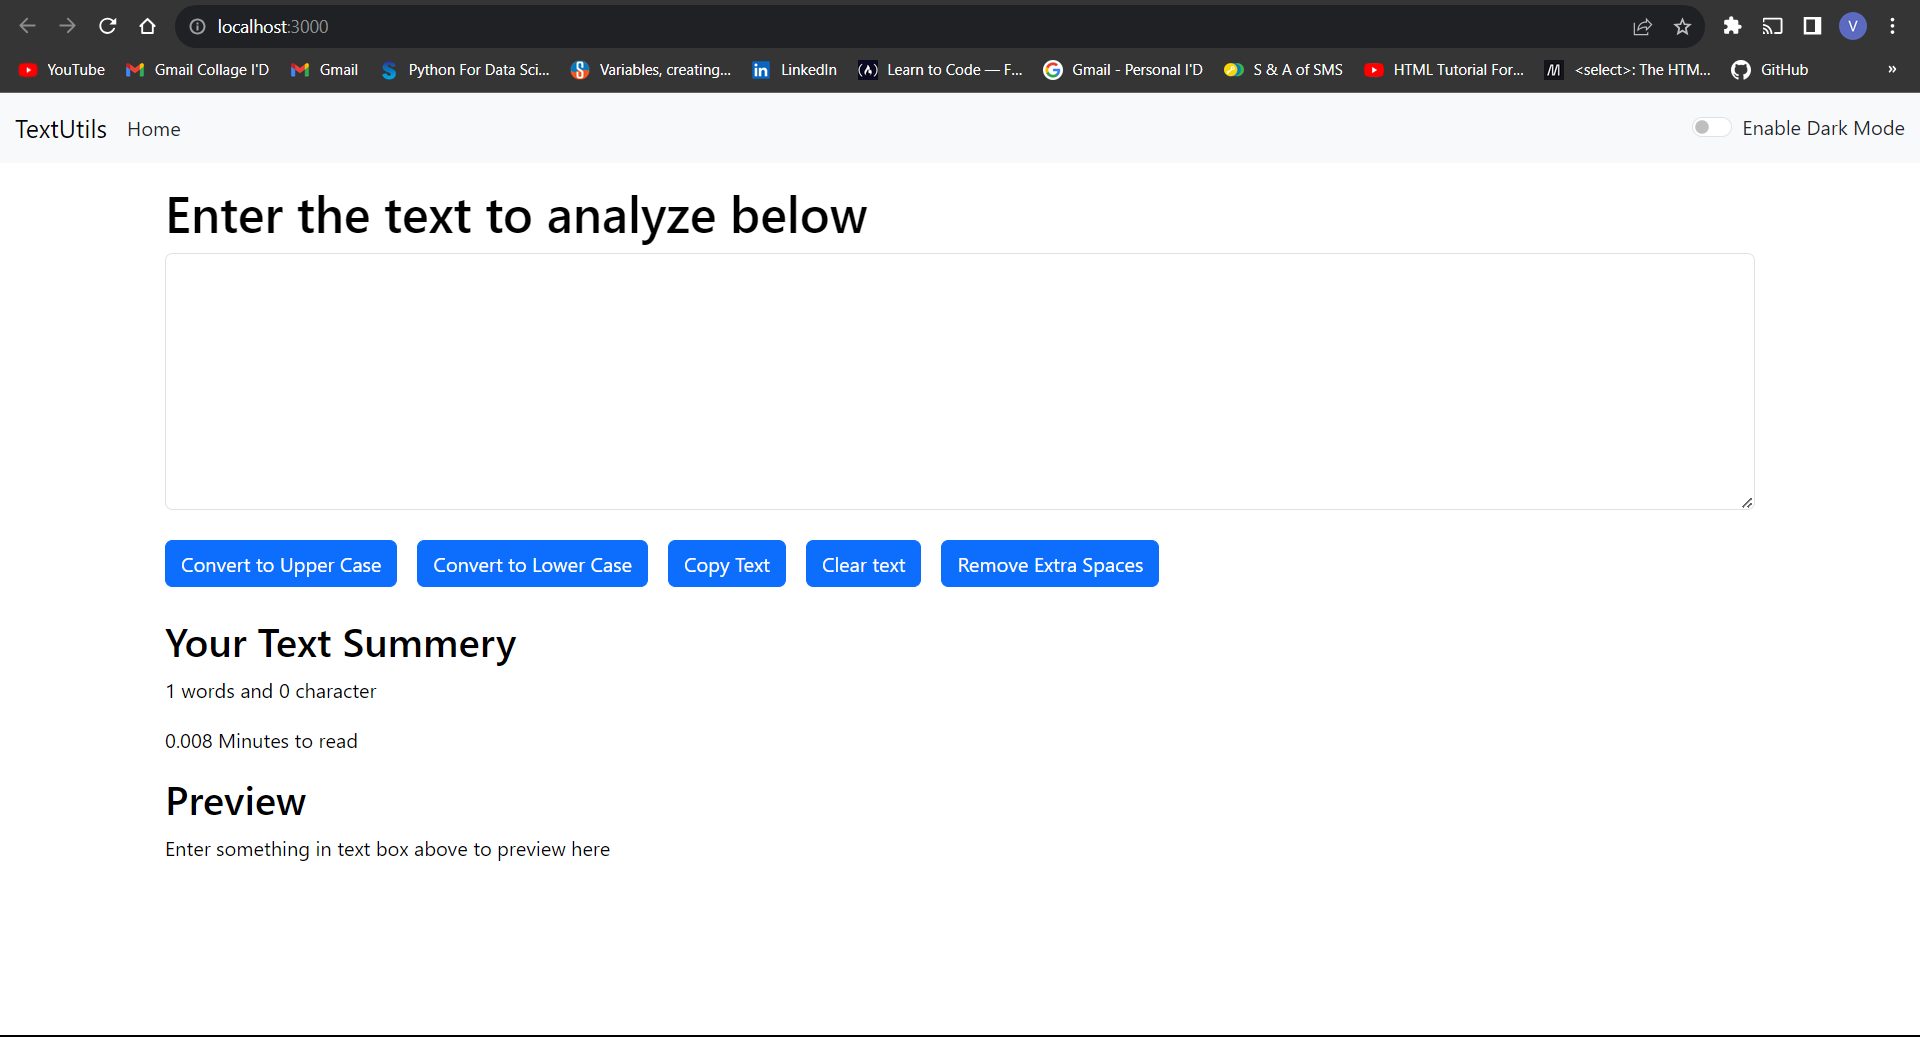 localhost:3000
V
YouTube Gmail Collage I'D Gmail Python For Data Sci... Variables, creating... LinkedIn Learn to Code — F... Gmail - Personal I'D S & A of SMS HTML Tutorial For... <select>: The HTM... GitHub »
TextUtils Home Enable Dark Mode
Enter the text to analyze below
Convert to Upper Case Convert to Lower Case Copy Text Clear text Remove Extra Spaces
Your Text Summery
1 words and 0 character
0.008 Minutes to read
Preview
Enter something in text box above to preview here